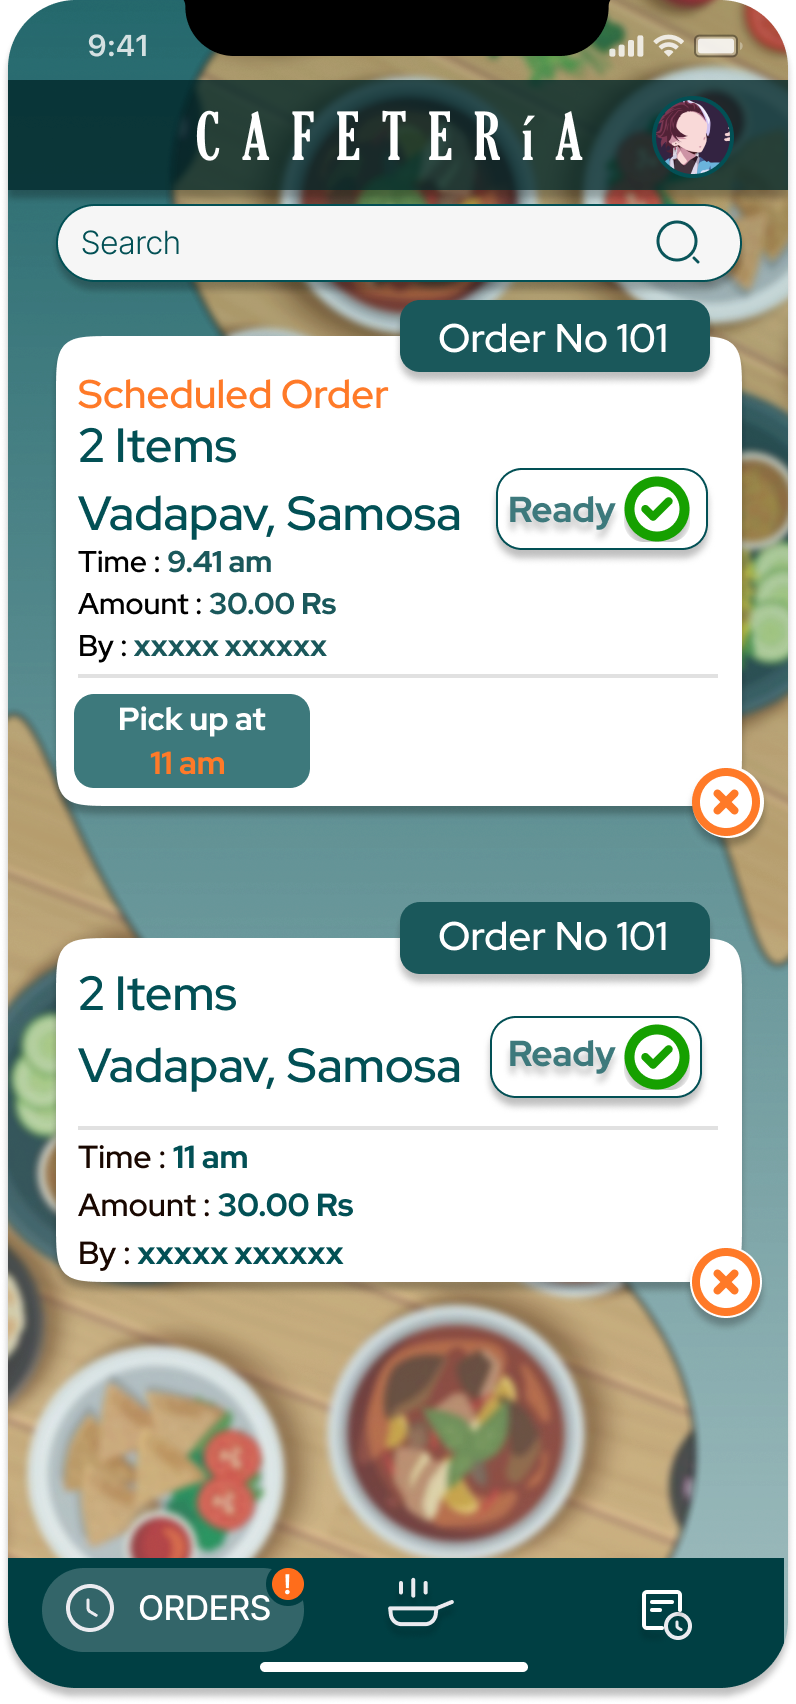 9:41
CAFETERíA
Search
Order No 101
Scheduled Order
2 Items
Vadapav, Samosa
Ready
Time : 9.41 am
Amount : 30.00 Rs
By : xxxxx xxxxxx
Pick up at
11 am
Order No 101
2 Items
Vadapav, Samosa
Ready
Time : 11 am
Amount : 30.00 Rs
By : xxxxx xxxxxx
ORDERS
!